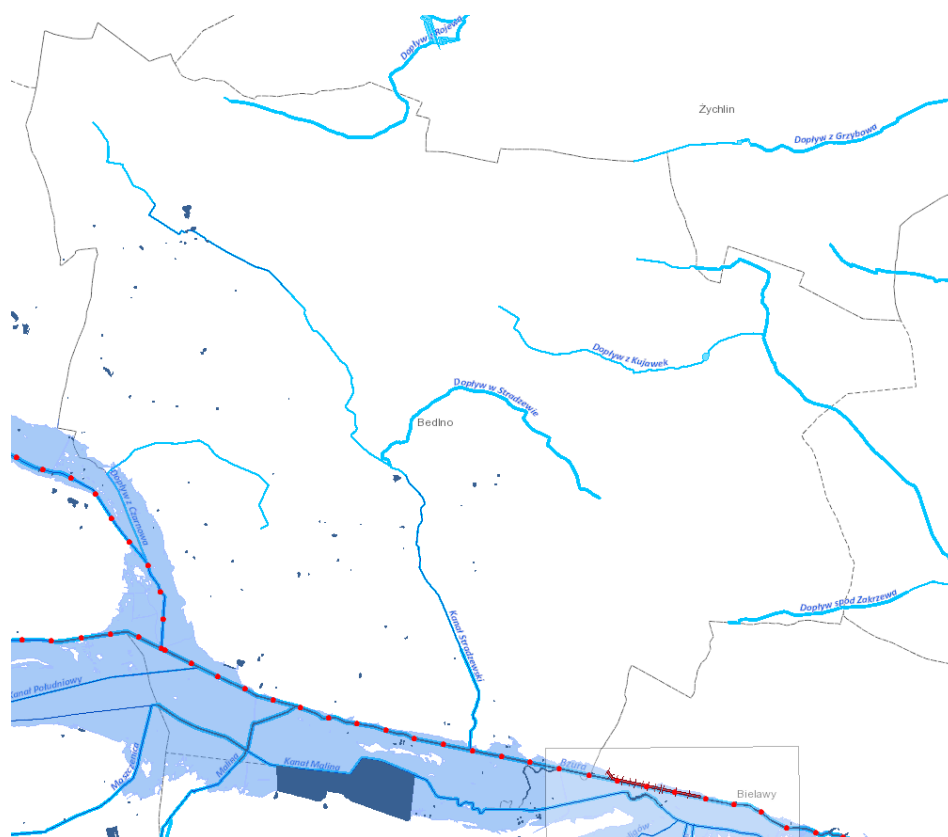 Dopływ z Rojewa
Żychlin
Dopływ z Grzybowa
Dopływ z Kujawek
Dopływ w Stradzewie
Bedlno
Dopływ z Czarnowa
Dopływ spod Zakrzewa
Kanał Stradzewski
Kanał Południowy
Moszczenica
Malina
Kanał Malina
Bzura
Bielawy